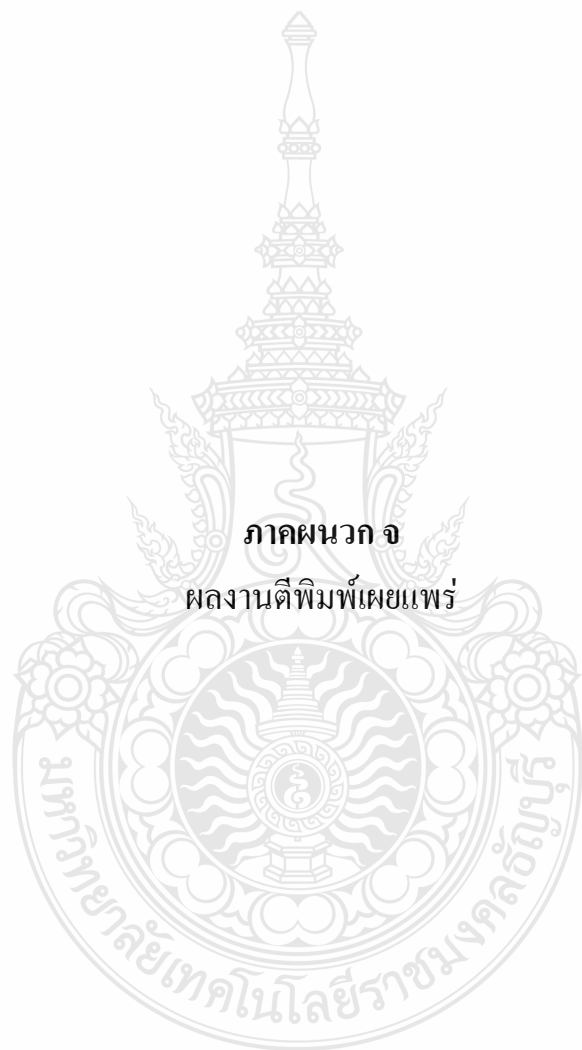 ภาคผนวก จ
ผลงานตีพิมพ์เผยแพร่
มหาวิทยาลัยเทคโนโลยีราชมงคลธัญบุรี